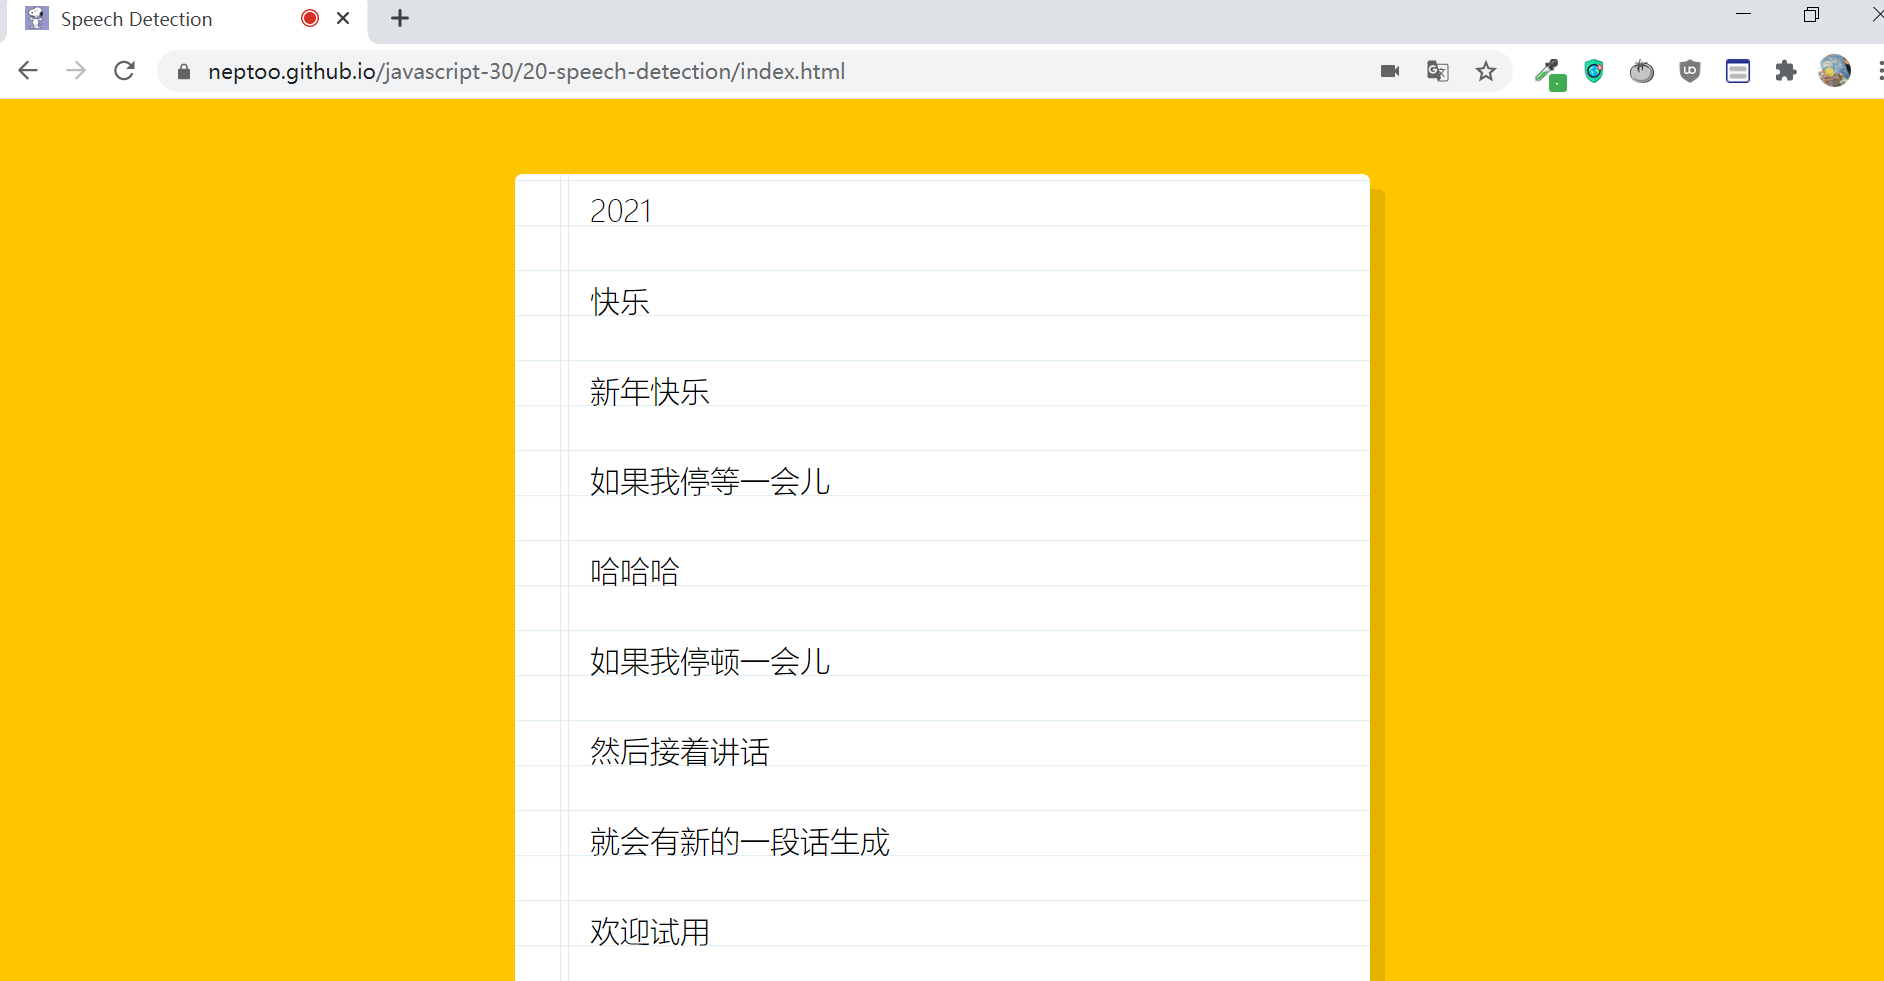 Speech Detection
neptoo.github.io/javascript-30/20-speech-detection/index.html
2021
快乐
新年快乐
如果我停等一会儿
哈哈哈
如果我停顿一会儿
然后接着讲话
就会有新的一段话生成
欢迎试用